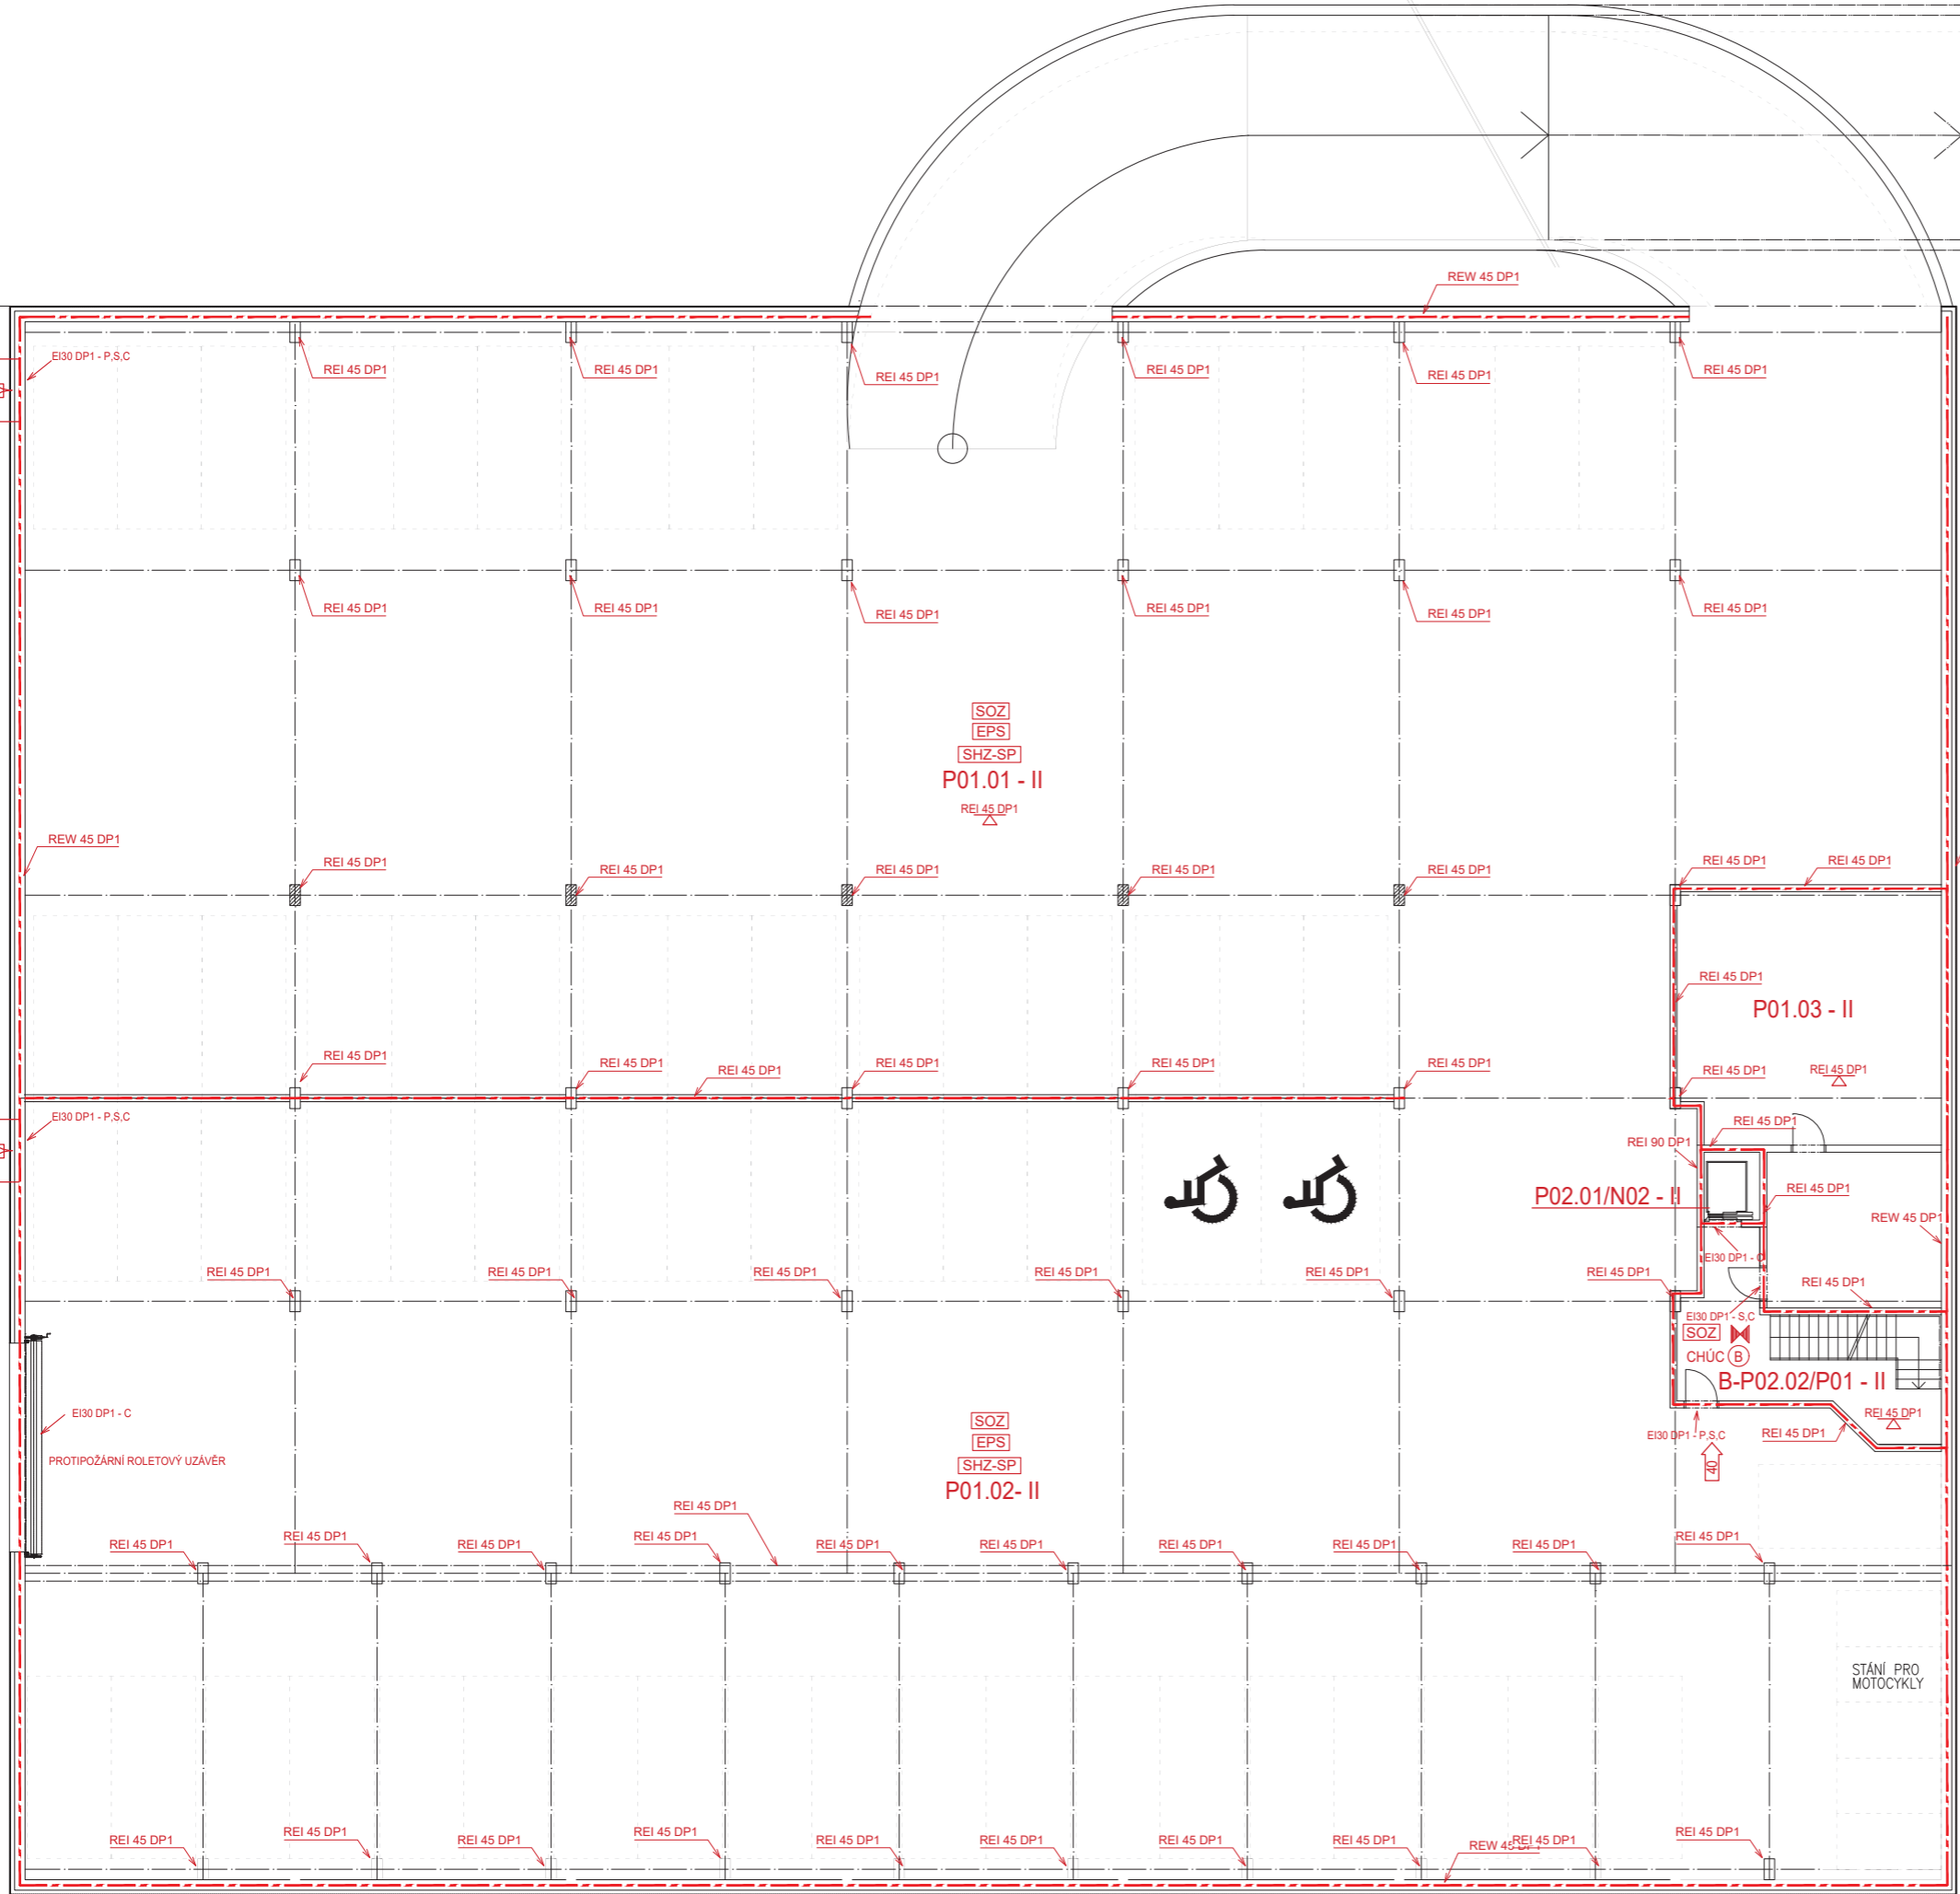 REW 45 DP1
EI30 DP1 - P,S,C
REI 45 DP1
REI 45 DP1
REI 45 DP1
REI 45 DP1
REI 45 DP1
REI 45 DP1
REI 45 DP1
REI 45 DP1
REI 45 DP1
REI 45 DP1
REI 45 DP1
REI 45 DP1
SOZ
EPS
SHZ-SP
P01.01 - II
REI 45 DP1
REW 45 DP1
REI 45 DP1
REI 45 DP1
REI 45 DP1
REI 45 DP1
REI 45 DP1
REI 45 DP1
REI 45 DP1
REI 45 DP1
P01.03 - II
REI 45 DP1
REI 45 DP1
REI 45 DP1
REI 45 DP1
REI 45 DP1
REI 45 DP1
REI 45 DP1
REI 45 DP1
REI 45 DP1
EI30 DP1 - P,S,C
REI 45 DP1
REI 90 DP1
P02.01/N02 - II
REI 45 DP1
REW 45 DP1
EI30 DP1 - C
REI 45 DP1
REI 45 DP1
REI 45 DP1
REI 45 DP1
REI 45 DP1
REI 45 DP1
REI 45 DP1
EI30 DP1 - S,C
SOZ
CHÚC B
B-P02.02/P01 - II
REI 45 DP1
EI30 DP1 - C
PROTIPOŽÁRNÍ ROLETOVÝ UZÁVĚR
SOZ
EPS
SHZ-SP
P01.02- II
EI30 DP1 - P,S,C
40
REI 45 DP1
REI 45 DP1
REI 45 DP1
REI 45 DP1
REI 45 DP1
REI 45 DP1
REI 45 DP1
REI 45 DP1
REI 45 DP1
REI 45 DP1
REI 45 DP1
REI 45 DP1
STÁNÍ PRO
MOTOCYKLY
REI 45 DP1
REI 45 DP1
REI 45 DP1
REI 45 DP1
REI 45 DP1
REI 45 DP1
REI 45 DP1
REI 45 DP1
REW 45 DP1
REI 45 DP1
REI 45 DP1